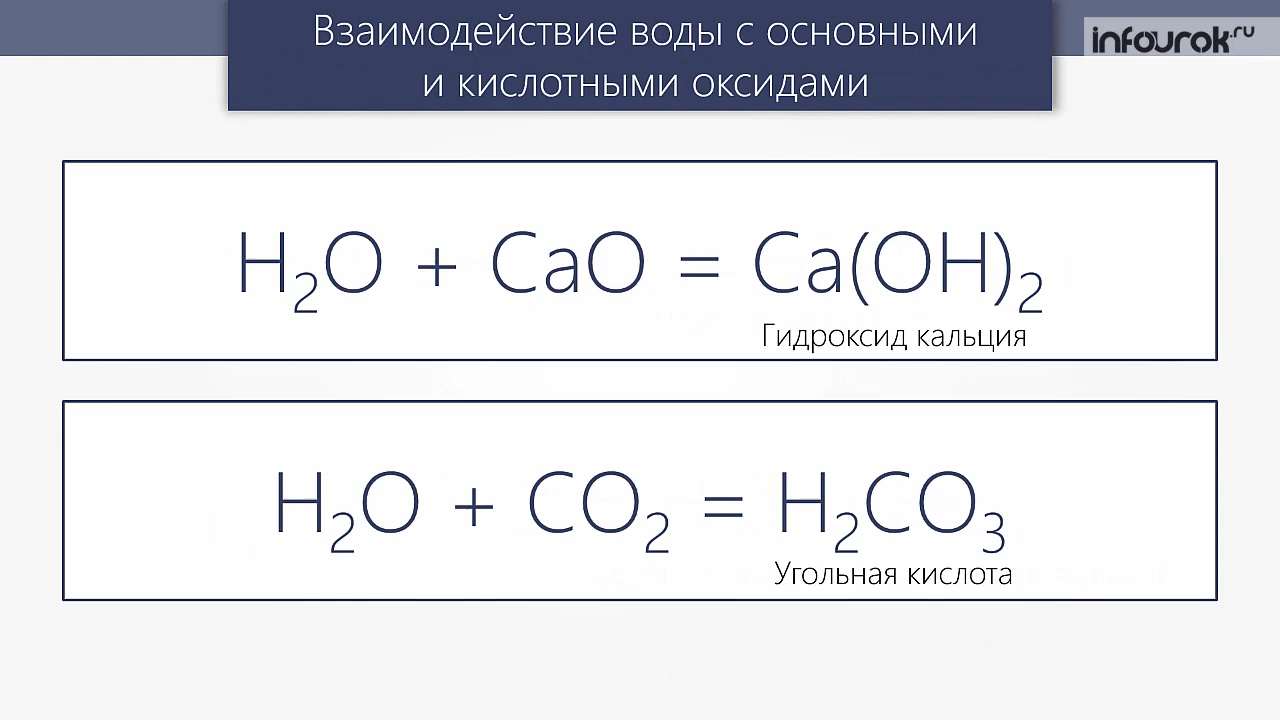 Взаимодействие воды с основными
и кислотными оксидами
infourok.ru
H₂O + CaO = Ca(OH)₂
Гидроксид кальция
H₂O + CO₂ = H₂CO₃
Угольная кислота